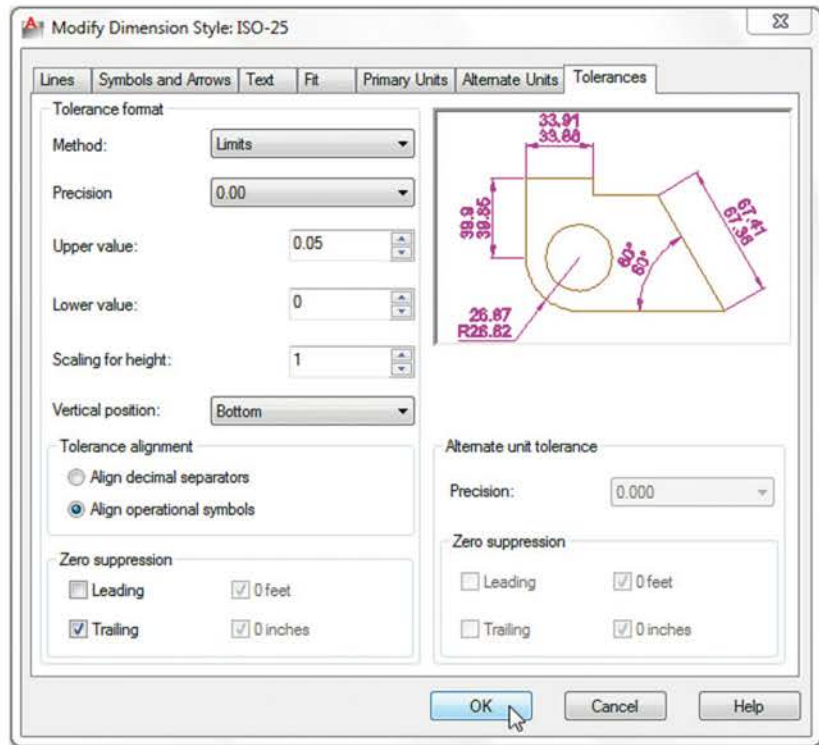 Modify Dimension Style: ISO-25
Lines Symbols and Arrows Text Fit Primary Units Alternate Units Tolerances
Tolerance format
Method: Limits
Precision 0.00
Upper value: 0.05
Lower value: 0
Scaling for height: 1
Vertical position: Bottom
Tolerance alignment
Align decimal separators
Align operational symbols
Zero suppression
Leading 0 feet
Trailing 0 inches
33.91
33.86
39.9
39.85
67.41
67.36
60°
60°
26.67
R26.62
Alternate unit tolerance
Precision: 0.000
Zero suppression
Leading 0 feet
Trailing 0 inches
OK Cancel Help